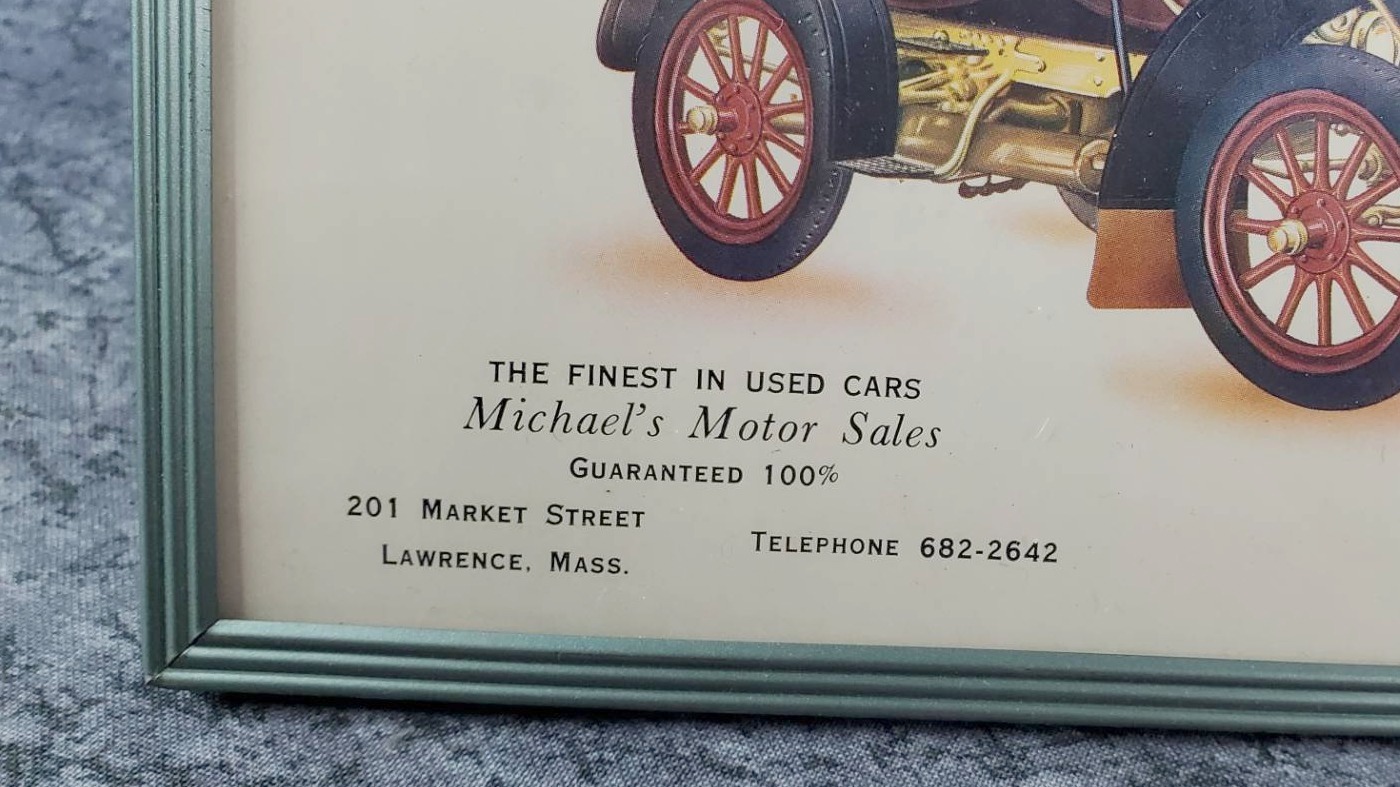 THE FINEST IN USED CARS
Michael's Motor Sales
GUARANTEED 100%
201 MARKET STREET
LAWRENCE, MASS.
TELEPHONE 682-2642